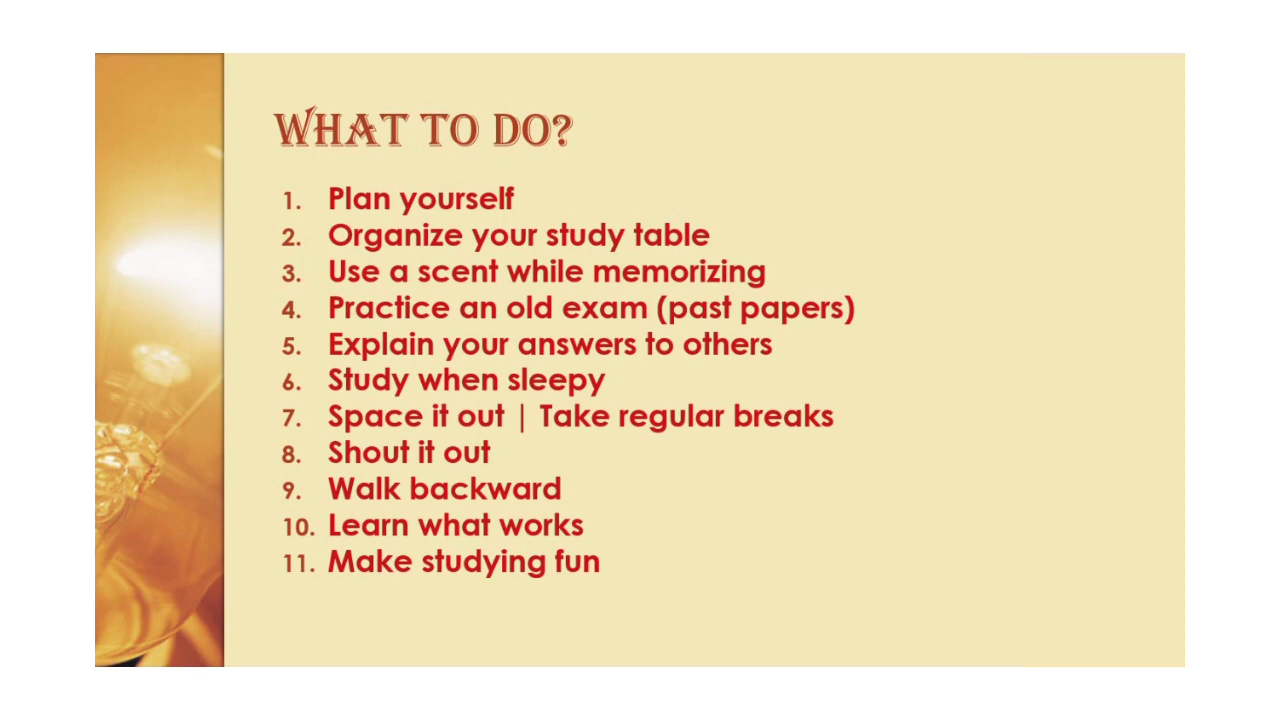 WHAT TO DO?
1. Plan yourself
2. Organize your study table
3. Use a scent while memorizing
4. Practice an old exam (past papers)
5. Explain your answers to others
6. Study when sleepy
7. Space it out | Take regular breaks
8. Shout it out
9. Walk backward
10. Learn what works
11. Make studying fun